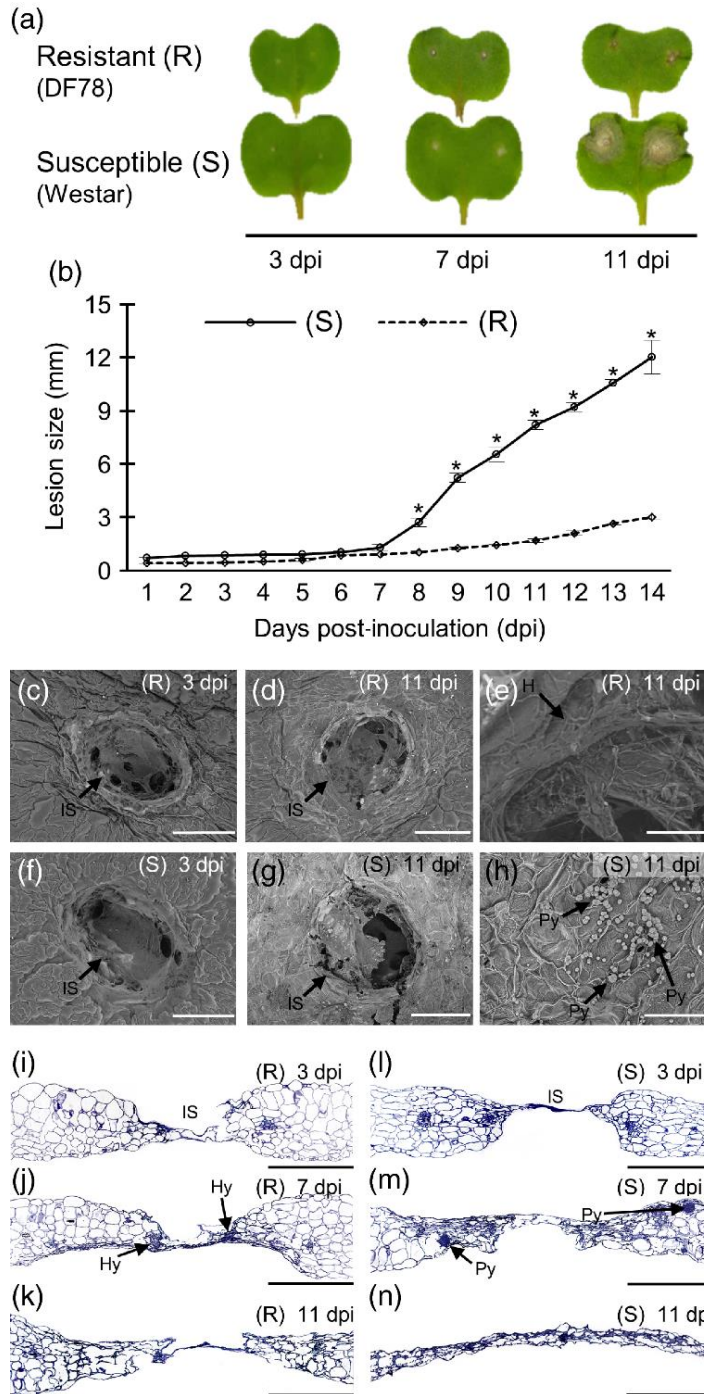 (a)
Resistant (R)
(DF78)
Susceptible (S)
(Westar)
3 dpi 7 dpi 11 dpi
(b)
15
12
9
6
3
0
Lesion size (mm)
(S) (R)
* * * * * * *
1 2 3 4 5 6 7 8 9 10 11 12 13 14
Days post-inoculation (dpi)
(c) (R) 3 dpi
IS
(d) (R) 11 dpi
IS
(e) (R) 11 dpi
H
(f) (S) 3 dpi
IS
(g) (S) 11 dpi
IS
(h) (S) 11 dpi
Py
Py
Py
(i) (R) 3 dpi
IS
(l) (S) 3 dpi
IS
(j) (R) 7 dpi
Hy
Hy
(m) (S) 7 dpi
Py
Py
(k) (R) 11 dpi
(n) (S) 11 dpi